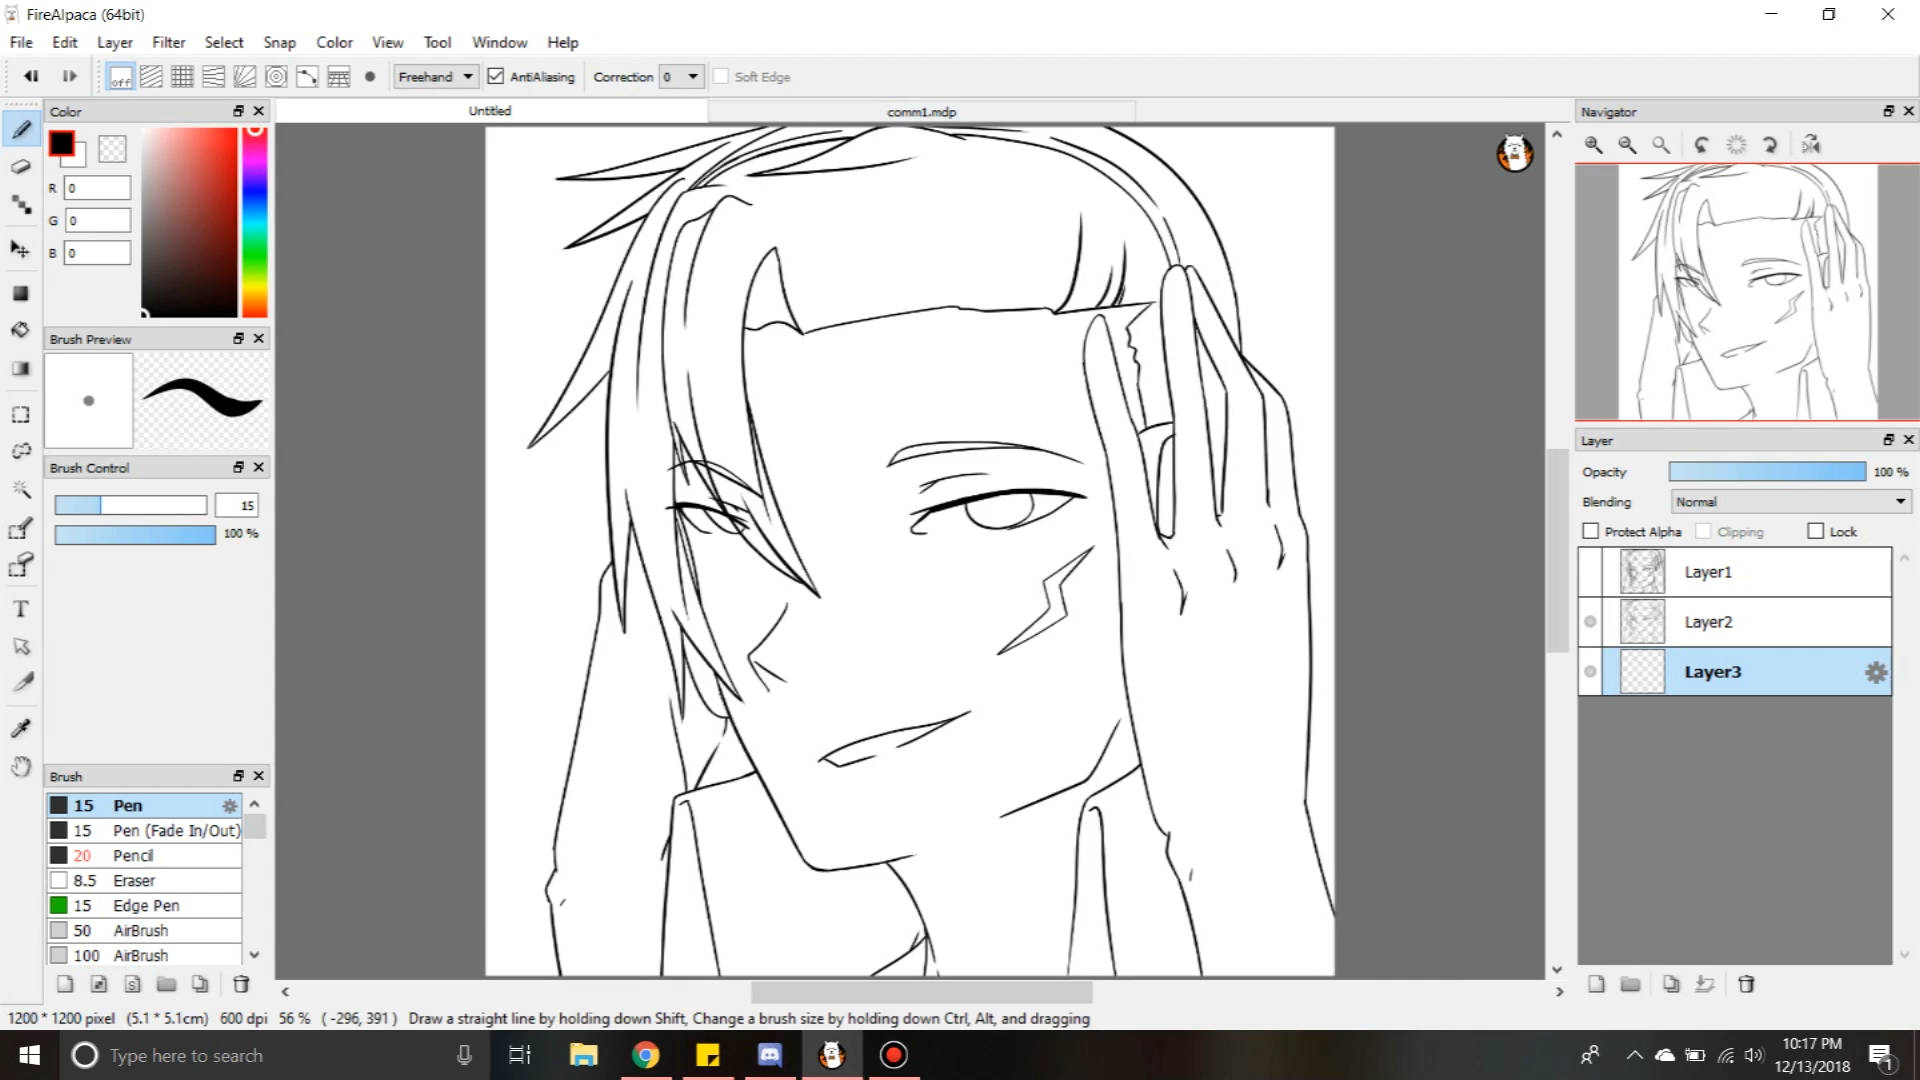 FireAlpaca (64bit)
File Edit Layer Filter Select Snap Color View Tool Window Help
off Freehand AntiAliasing Correction 0 Soft Edge
Color Untitled comm1.mdp Navigator
R 0
G 0
B 0
Brush Preview
Layer
Brush Control
Opacity 100 %
Blending Normal
15
100 %
Protect Alpha Clipping Lock
Layer1
Layer2
Layer3
Brush
15 Pen
15 Pen (Fade In/Out)
20 Pencil
8.5 Eraser
15 Edge Pen
50 AirBrush
100 AirBrush
S
T
1200 * 1200 pixel (5.1 * 5.1cm) 600 dpi 56 % ( -296, 391 ) Draw a straight line by holding down Shift, Change a brush size by holding down Ctrl, Alt, and dragging
Type here to search
10:17 PM
12/13/2018
1